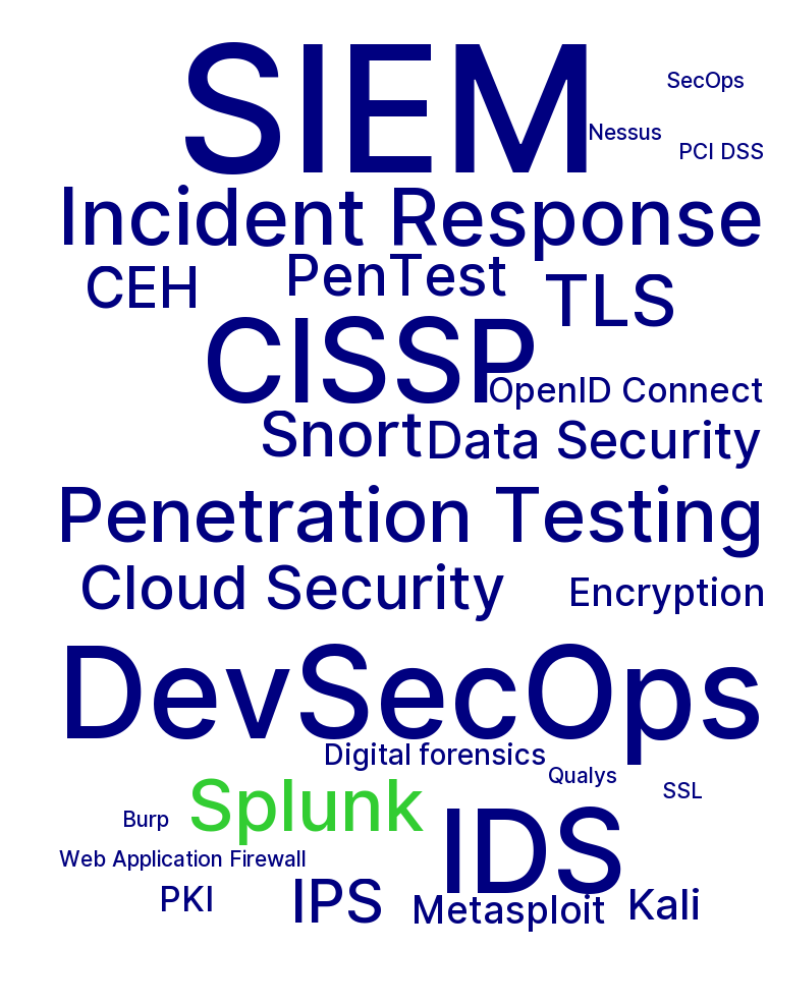 SIEM
SecOps
Nessus
PCI DSS
Incident Response
CEH
PenTest
TLS
CISSP
OpenID Connect
Snort
Data Security
Penetration Testing
Cloud Security
Encryption
DevSecOps
Digital forensics
Qualys
SSL
Burp
Splunk
IDS
Web Application Firewall
PKI
IPS
Metasploit
Kali